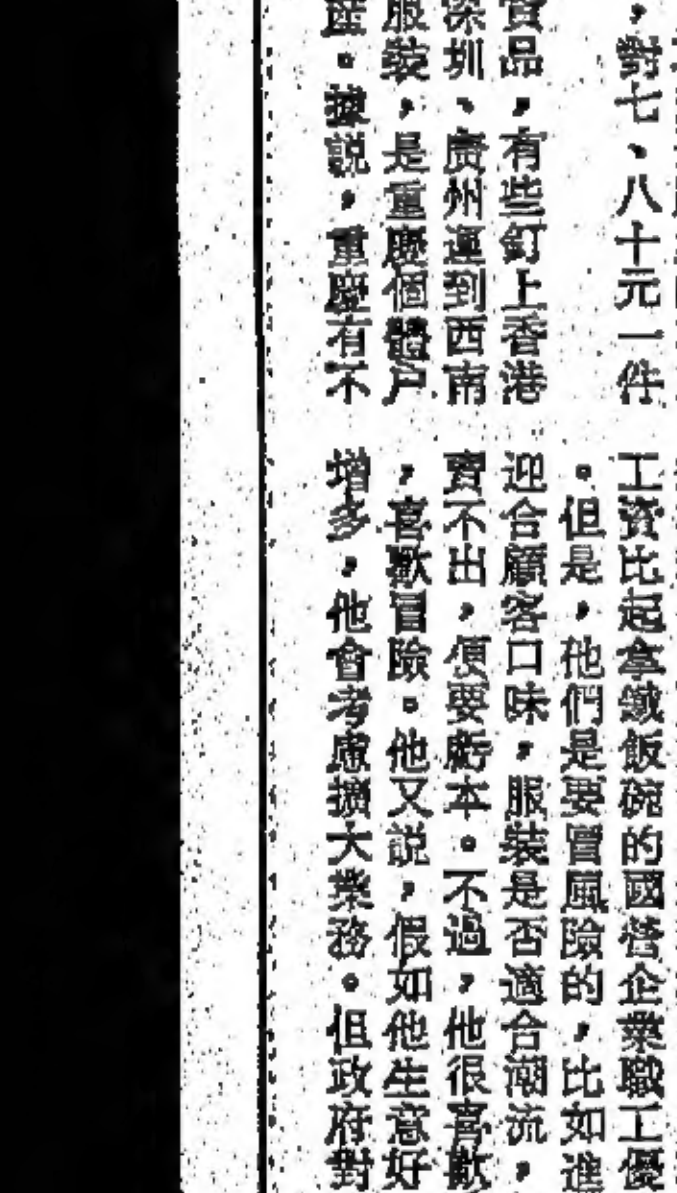 ，對七、八十元一件
品，有些釘上香港
深圳、廣州運到西南
服裝，是重慶個體戶
產。據説，重慶有不
工資比起拿鐵飯碗的國營企業職工優
。但是，他們是要冒風險的，比如進
迎合顧客口味，服裝是否適合潮流，
賣不出，便要虧本。不過，他很喜歡
，喜歡冒險。他又説，假如他生意好
增多，他會考慮擴大業務。但政府對